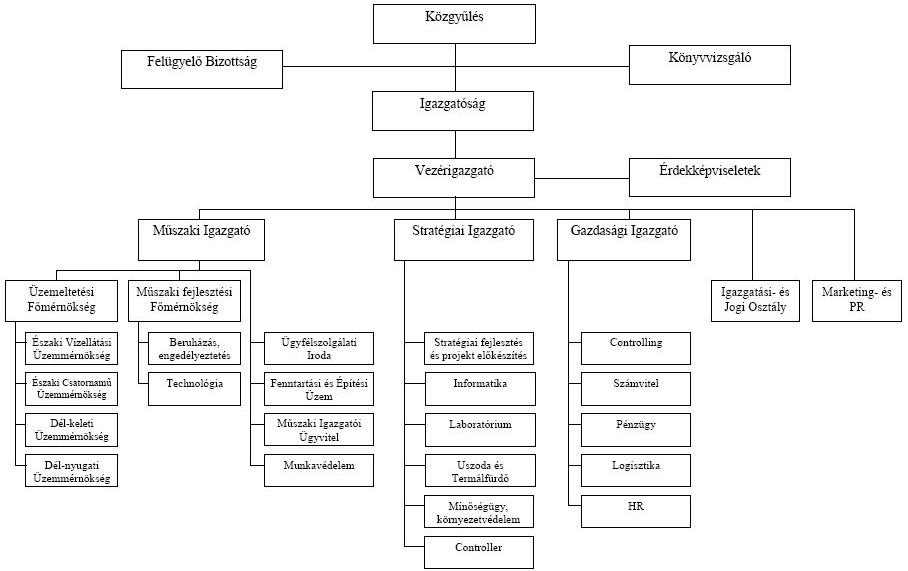 Közgyűlés
Felügyelő Bizottság
Könyvvizsgáló
Igazgatóság
Vezérigazgató
Érdekképviseletek
Műszaki Igazgató
Stratégiai Igazgató
Gazdasági Igazgató
Üzemeltetési
Főmérnökség
Műszaki fejlesztési
Főmérnökség
Igazgatási- és
Jogi Osztály
Marketing- és
PR
Északi Vízellátási
Üzemmérnökség
Északi Csatornamű
Üzemmérnökség
Dél-keleti
Üzemmérnökség
Dél-nyugati
Üzemmérnökség
Beruházás,
engedélyeztetés
Technológia
Ügyfélszolgálati
Iroda
Fenntartási és Építési
Üzem
Műszaki Igazgatói
Ügyvitel
Munkavédelem
Stratégiai fejlesztés
és projekt előkészítés
Informatika
Laboratórium
Uszoda és
Termálfürdő
Minőségügy,
környezetvédelem
Controller
Controlling
Számvitel
Pénzügy
Logisztika
HR